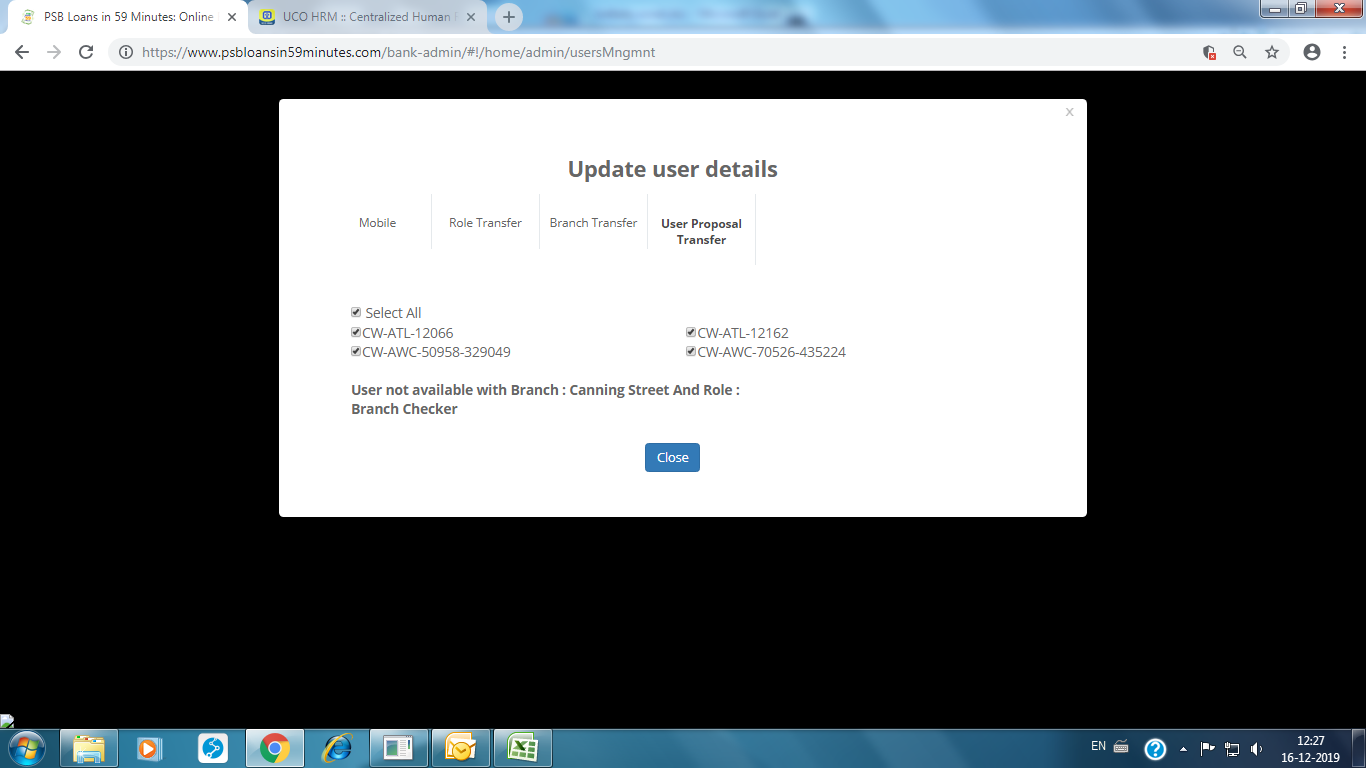 PSB Loans in 59 Minutes: Online
UCO HRM :: Centralized Human
https://www.psbloansin59minutes.com/bank-admin/#!/home/admin/usersMngmnt
x
Update user details
Mobile
Role Transfer
Branch Transfer
User Proposal
Transfer
Select All
CW-ATL-12066
CW-ATL-12162
CW-AWC-50958-329049
CW-AWC-70526-435224
User not available with Branch : Canning Street And Role :
Branch Checker
Close
EN
12:27
16-12-2019